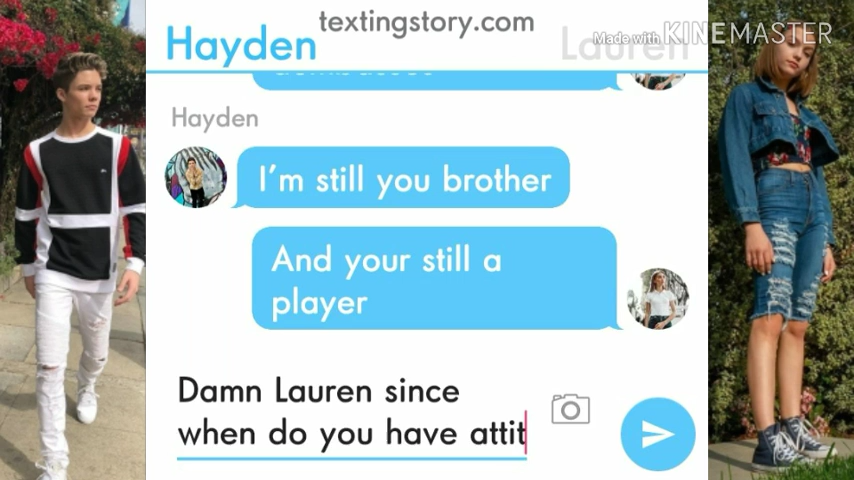 textingstory.com
Made with KINEMASTER
Hayden
Lauren
Hayden
I'm still you brother
And your still a
player
Damn Lauren since
when do you have attit